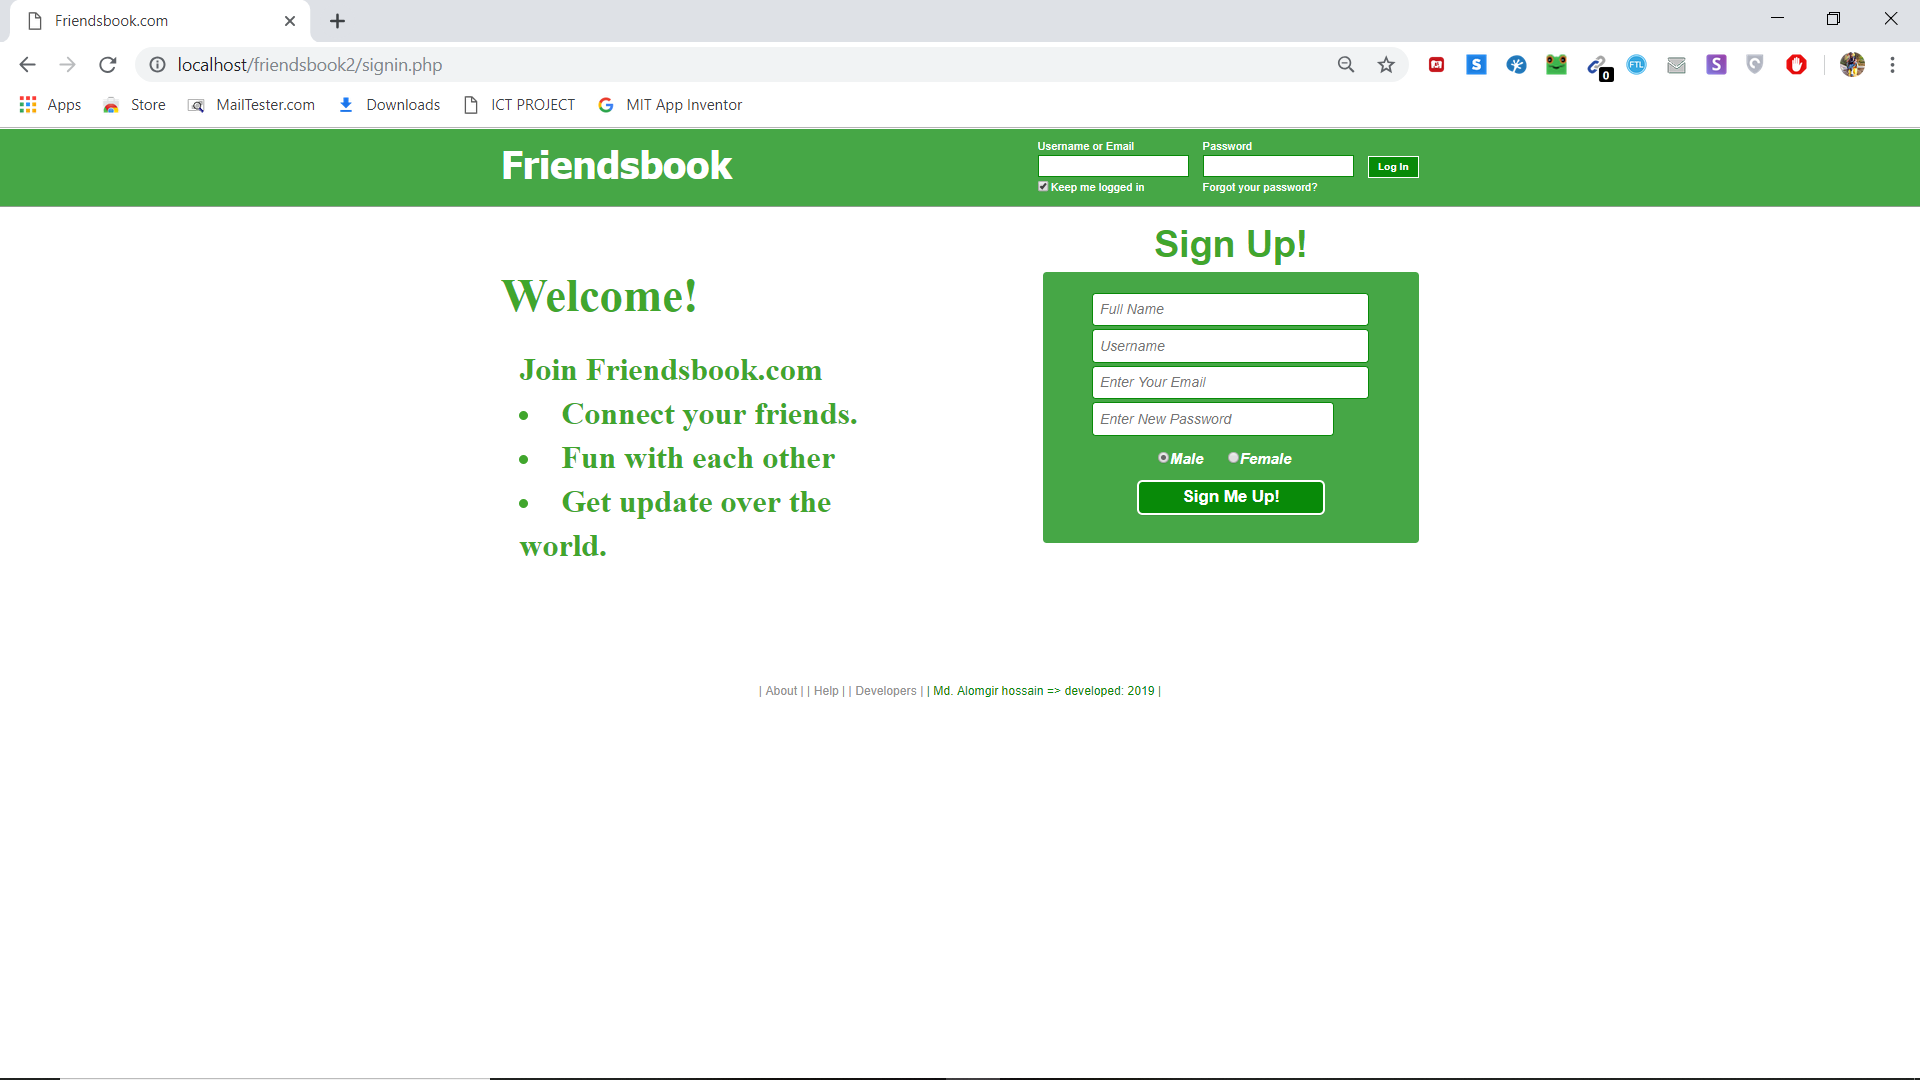 Friendsbook.com
localhost/friendsbook2/signin.php
0
FTL
S
S
Apps Store MailTester.com Downloads ICT PROJECT MIT App Inventor
Friendsbook
Username or Email Password
Log In
Keep me logged in Forgot your password?
Sign Up!
Welcome!
Full Name
Username
Join Friendsbook.com
Enter Your Email
• Connect your friends.
Enter New Password
• Fun with each other
Male Female
• Get update over the
Sign Me Up!
world.
| About | | Help | | Developers | | Md. Alomgir hossain => developed: 2019 |